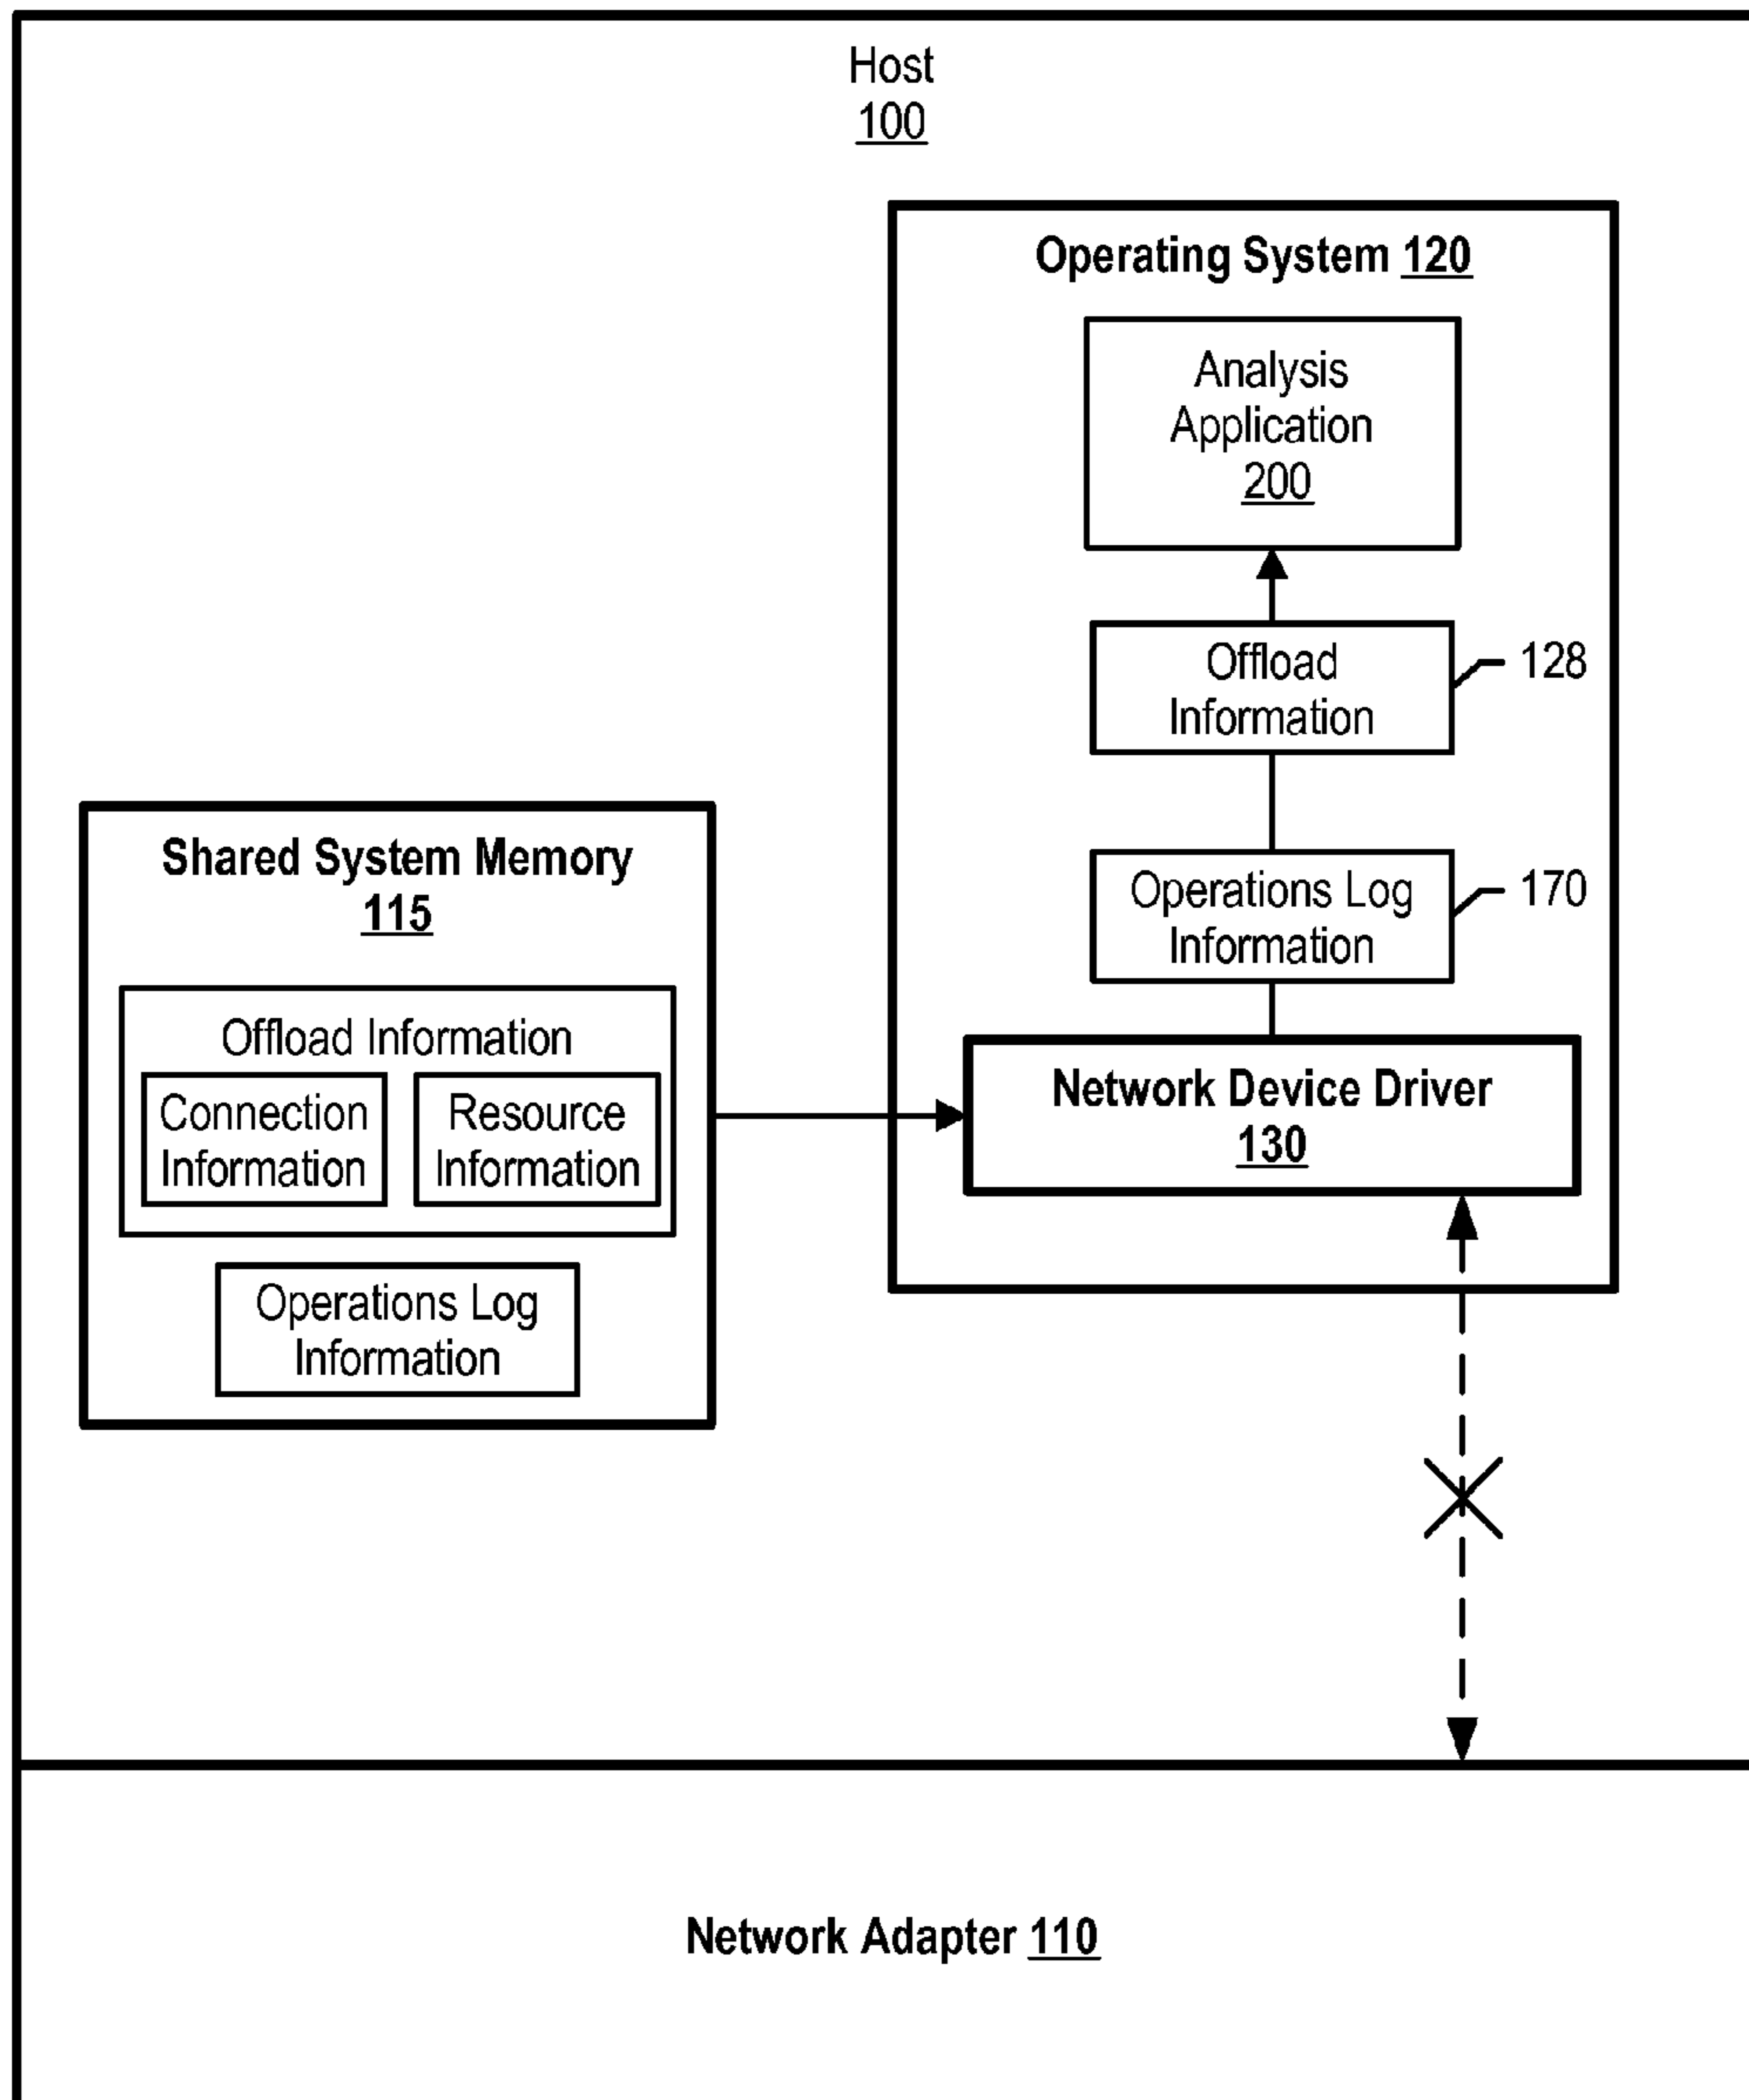 Host
100
Operating System 120
Analysis
Application
200
Offload
Information
128
Operations Log
Information
170
Network Device Driver
130
Shared System Memory
115
Offload Information
Connection
Information
Resource
Information
Operations Log
Information
Network Adapter 110